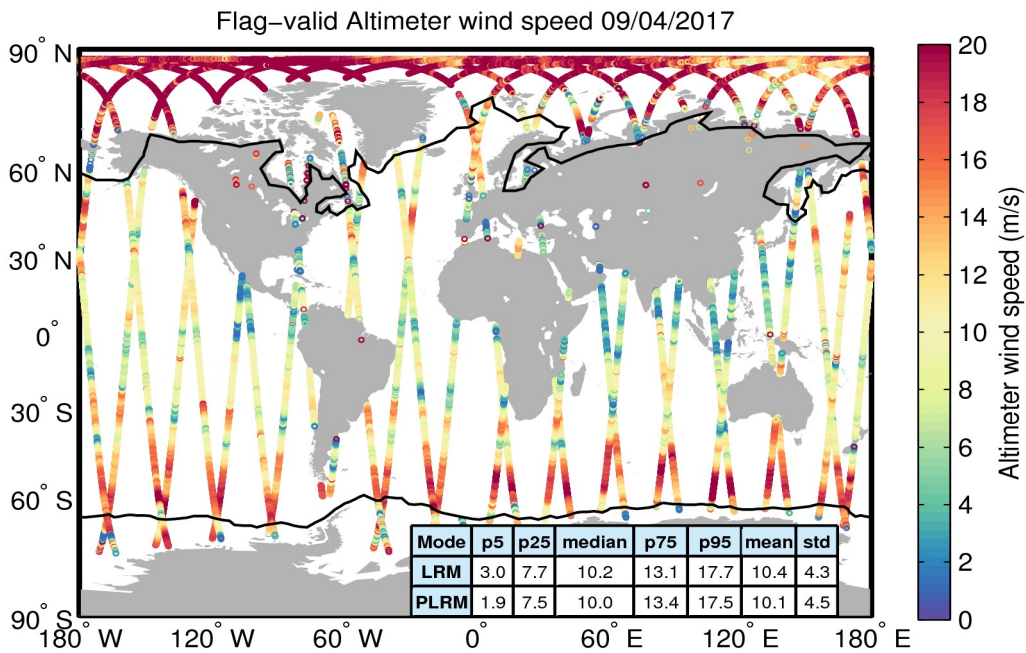 Flag−valid Altimeter wind speed 09/04/2017
90° N
60° N
30° N
0°
30° S
60° S
90° S
180° W
120° W
60° W
0°
60° E
120° E
180° E
Mode p5 p25 median p75 p95 mean std
LRM 3.0 7.7 10.2 13.1 17.7 10.4 4.3
PLRM 1.9 7.5 10.0 13.4 17.5 10.1 4.5
20
18
16
14
12
10
8
6
4
2
0
Altimeter wind speed (m/s)